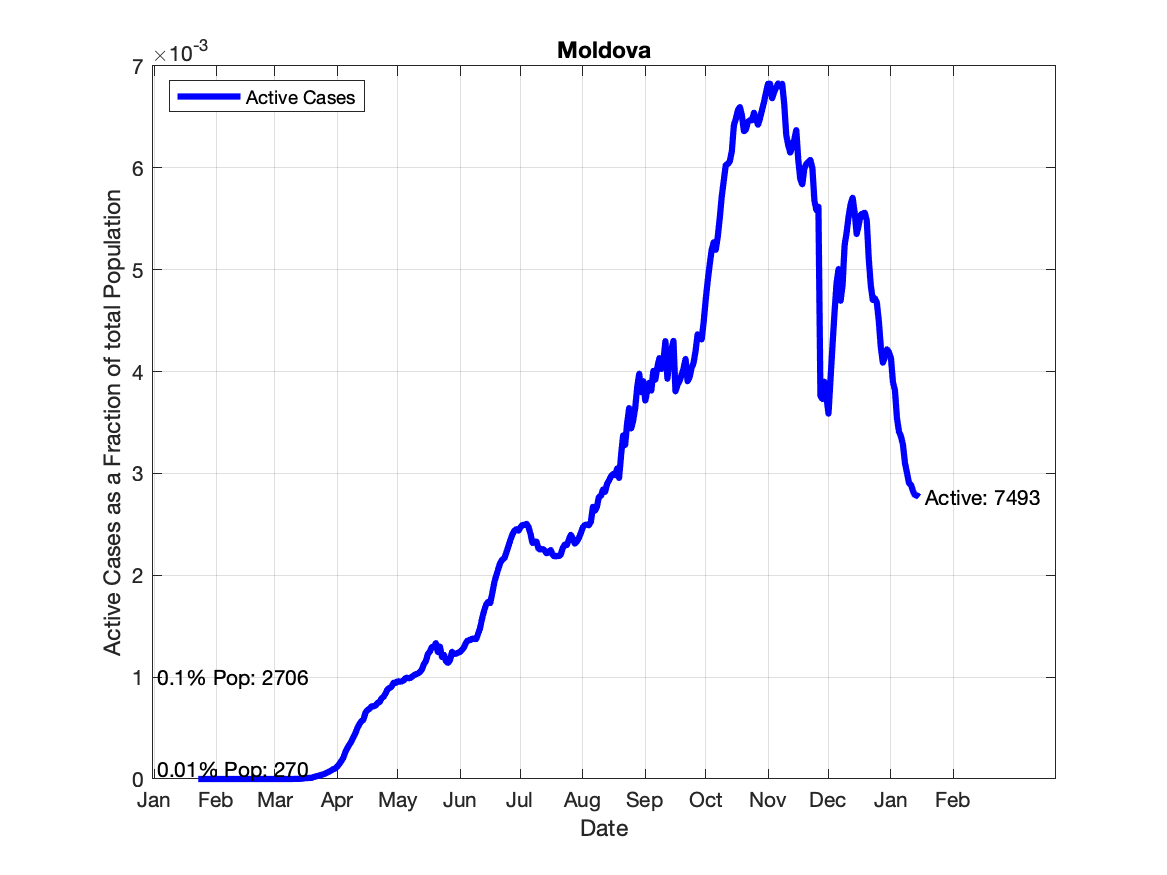 Moldova
×10-3
Active Cases
7
6
5
4
3
2
1
0
Active Cases as a Fraction of total Population
Active: 7493
0.1% Pop: 2706
0.01% Pop: 270
Jan Feb Mar Apr May Jun Jul Aug Sep Oct Nov Dec Jan Feb
Date